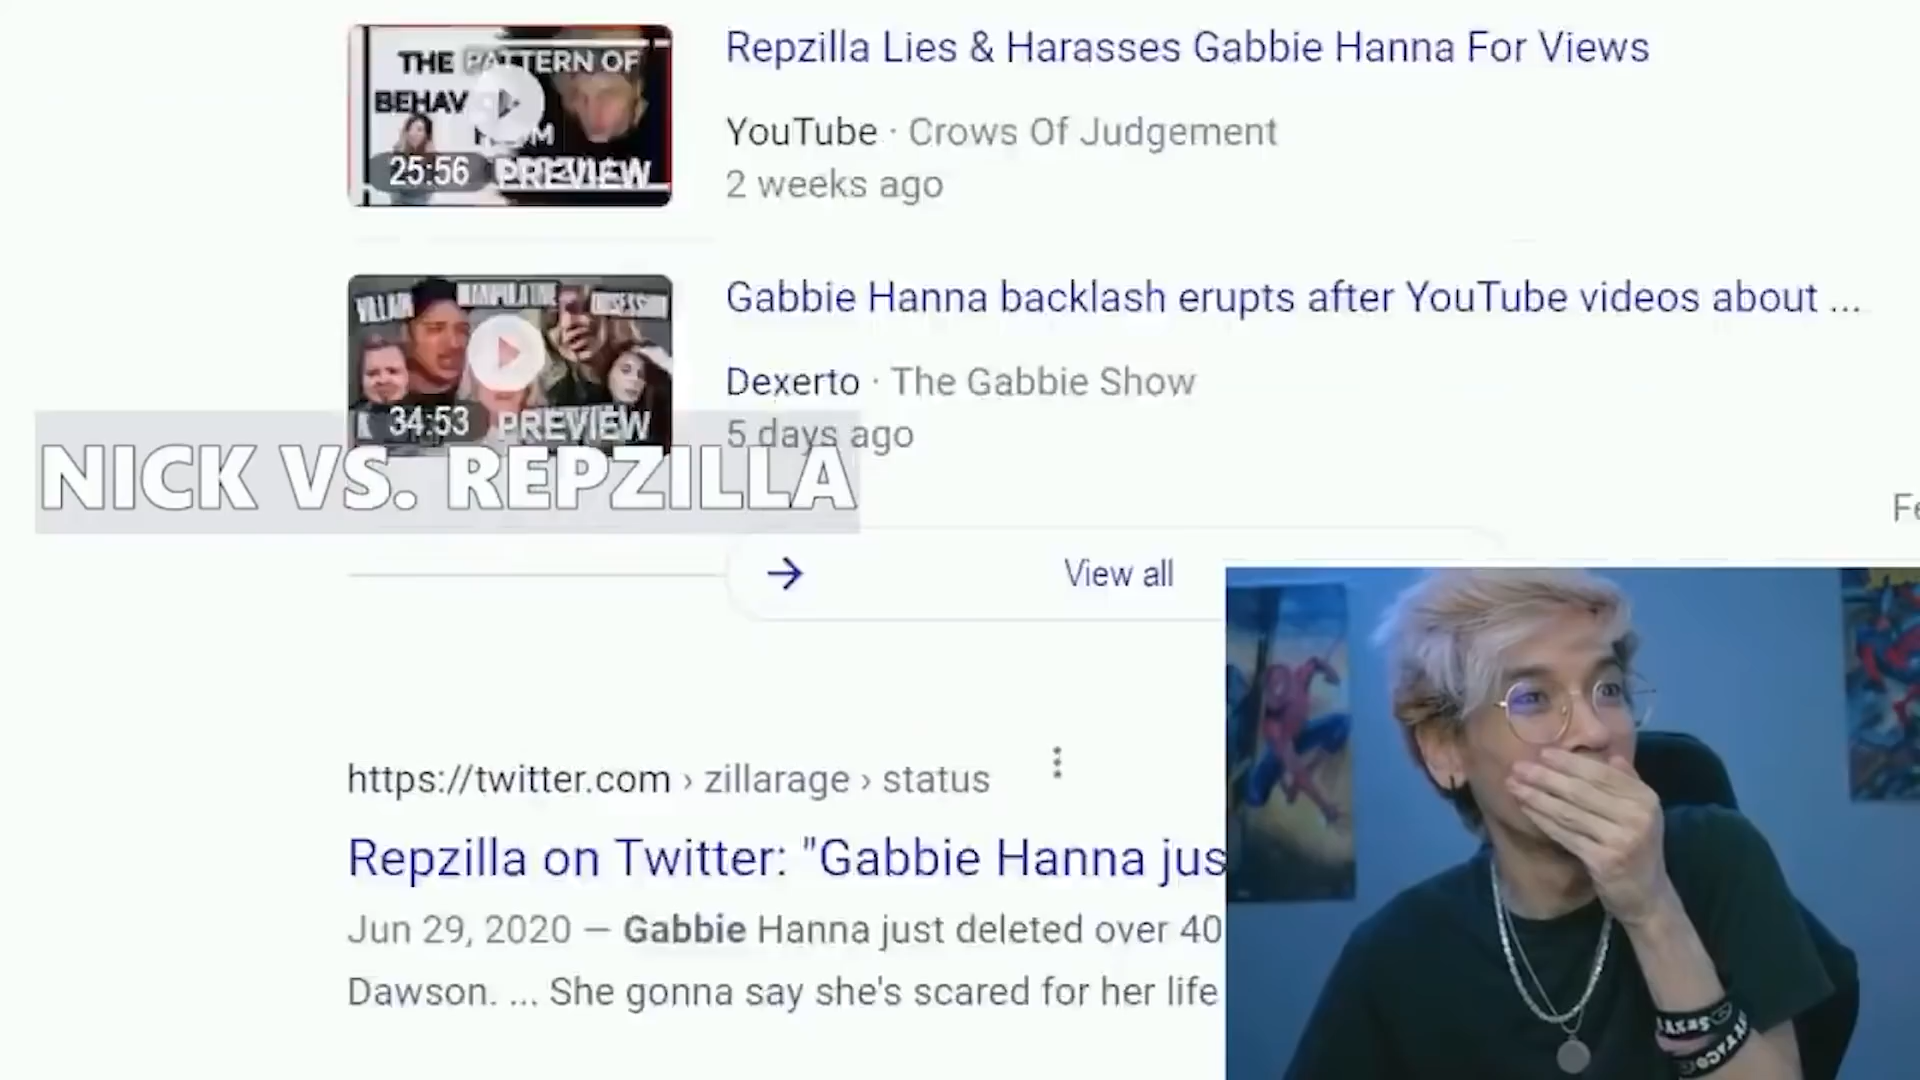 THE PATTERN OF
BEHAV
25:56 PREVIEW
Repzilla Lies & Harasses Gabbie Hanna For Views
YouTube · Crows Of Judgement
2 weeks ago
VILLAIN MANIPULATIVE OBSESSION
34:53 PREVIEW
Gabbie Hanna backlash erupts after YouTube videos about ...
Dexerto · The Gabbie Show
5 days ago
NICK VS. REPZILLA
Fe
→ View all
https://twitter.com › zillarage › status
Repzilla on Twitter: "Gabbie Hanna jus
Jun 29, 2020 — Gabbie Hanna just deleted over 40
Dawson. ... She gonna say she's scared for her life